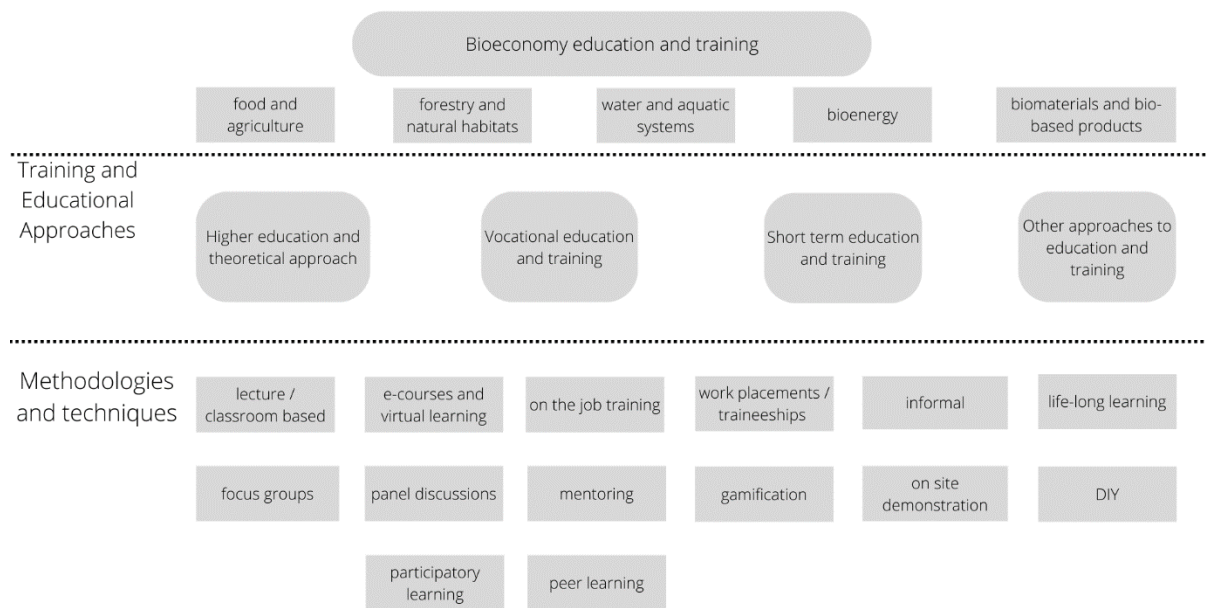 Bioeconomy education and training
food and
agriculture
forestry and
natural habitats
water and aquatic
systems
bioenergy
biomaterials and bio-
based products
Training and
Educational
Approaches
Higher education and
theoretical approach
Vocational education
and training
Short term education
and training
Other approaches to
education and
training
Methodologies
and techniques
lecture /
classroom based
e-courses and
virtual learning
on the job training
work placements /
traineeships
informal
life-long learning
focus groups
panel discussions
mentoring
gamification
on site
demonstration
DIY
participatory
learning
peer learning